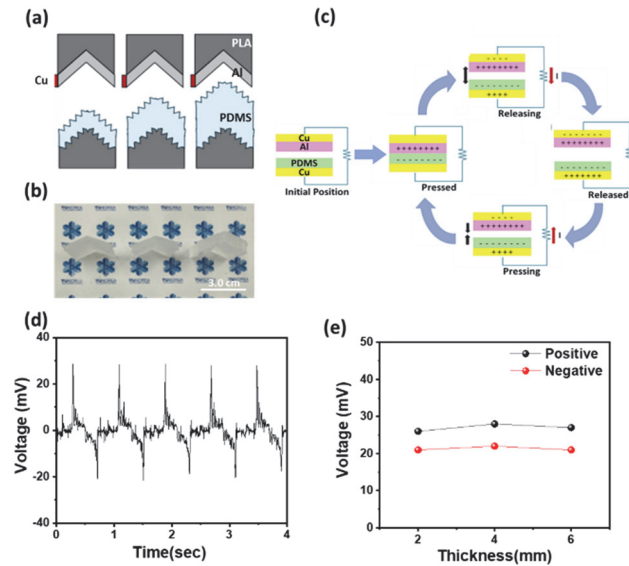 (a)
PLA
Cu
Al
PDMS
(b)
3.0 cm
(c)
Cu
Al
PDMS
Cu
Initial Position
Pressed
- - - -
++++++++
- - - - - - - -
++++
I
Releasing
++++++++
- - - - - - - -
- - - - - - -
++++++++
- - - - - - - -
+++++++
Released
- - - -
++++++++
- - - - - - - -
++++
I
Pressing
(d)
Voltage (mV)
40
20
0
-20
-40
0
1
2
3
4
Time(sec)
(e)
Voltage (mV)
50
40
30
20
10
0
Positive
Negative
2
4
6
Thickness(mm)